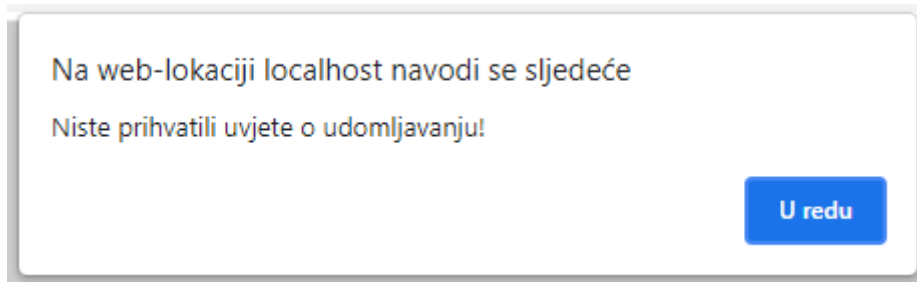 Na web-lokaciji localhost navodi se sljedeće
Niste prihvatili uvjete o udomljavanju!
U redu